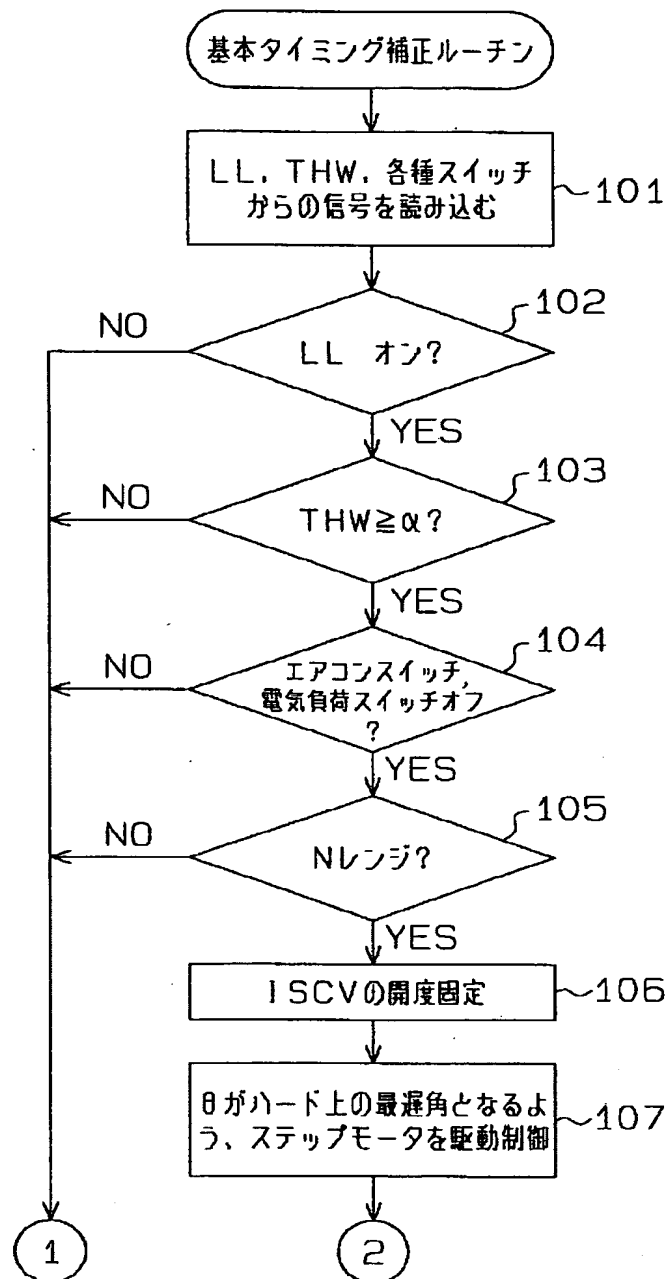 基本タイミング補正ルーチン
LL, THW, 各種スイッチ
からの信号を読み込む
101
102
NO
LL オン?
YES
103
NO
THW≧α?
YES
104
NO
エアコンスイッチ,
電気負荷スイッチオフ
?
YES
105
NO
Nレンジ?
YES
ISCVの開度固定
106
θがハード上の最遅角となるよ
う、ステップモータを駆動制御
107
1
2